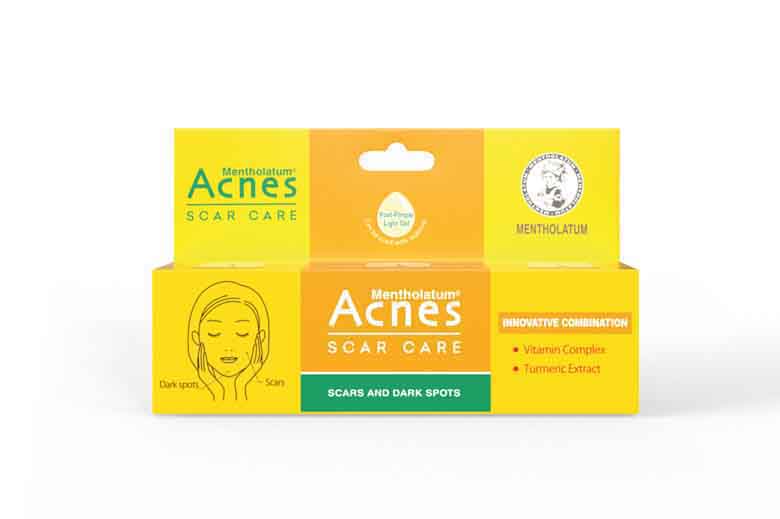 Mentholatum®
Acnes
SCAR CARE
Post-Pimple
Light Gel
MENTHOLATUM
Mentholatum®
Acnes
SCAR CARE
SCARS AND DARK SPOTS
Dark spots
Scars
INNOVATIVE COMBINATION
• Vitamin Complex
• Turmeric Extract